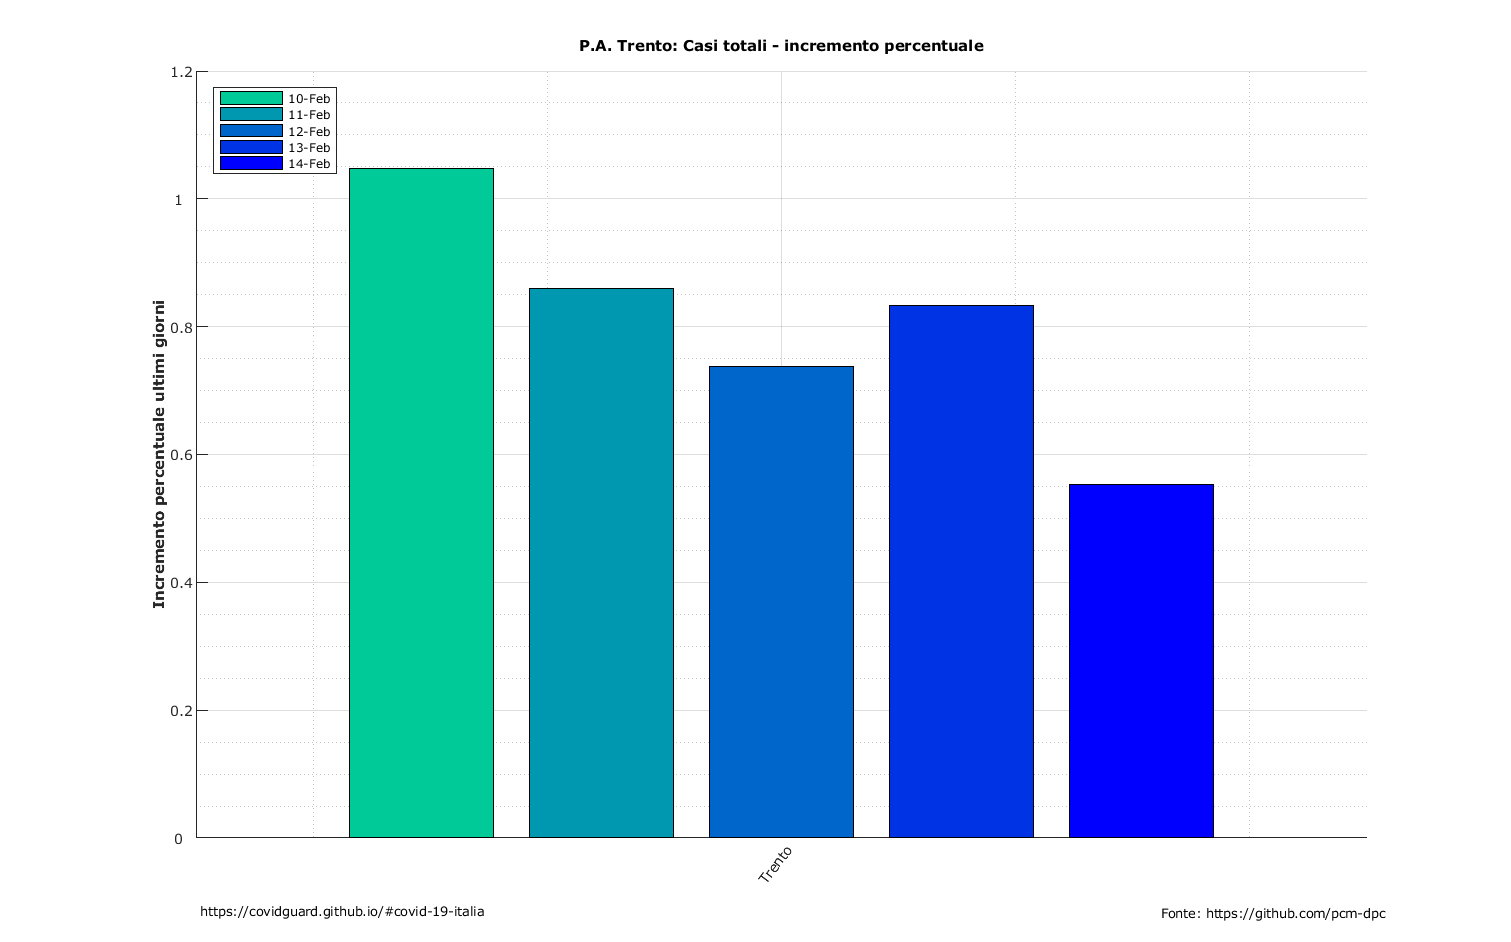 P.A. Trento: Casi totali - incremento percentuale
10-Feb
11-Feb
12-Feb
13-Feb
14-Feb
1.2
1
0.8
0.6
0.4
0.2
0
Incremento percentuale ultimi giorni
Trento
https://covidguard.github.io/#covid-19-italia
Fonte: https://github.com/pcm-dpc